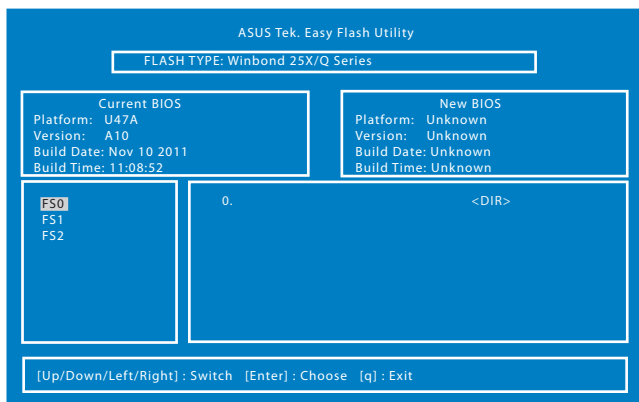 ASUS Tek. Easy Flash Utility
FLASH TYPE: Winbond 25X/Q Series
Current BIOS
Platform: U47A
Version: A10
Build Date: Nov 10 2011
Build Time: 11:08:52
New BIOS
Platform: Unknown
Version: Unknown
Build Date: Unknown
Build Time: Unknown
FS0
FS1
FS2
0. <DIR>
[Up/Down/Left/Right] : Switch [Enter] : Choose [q] : Exit